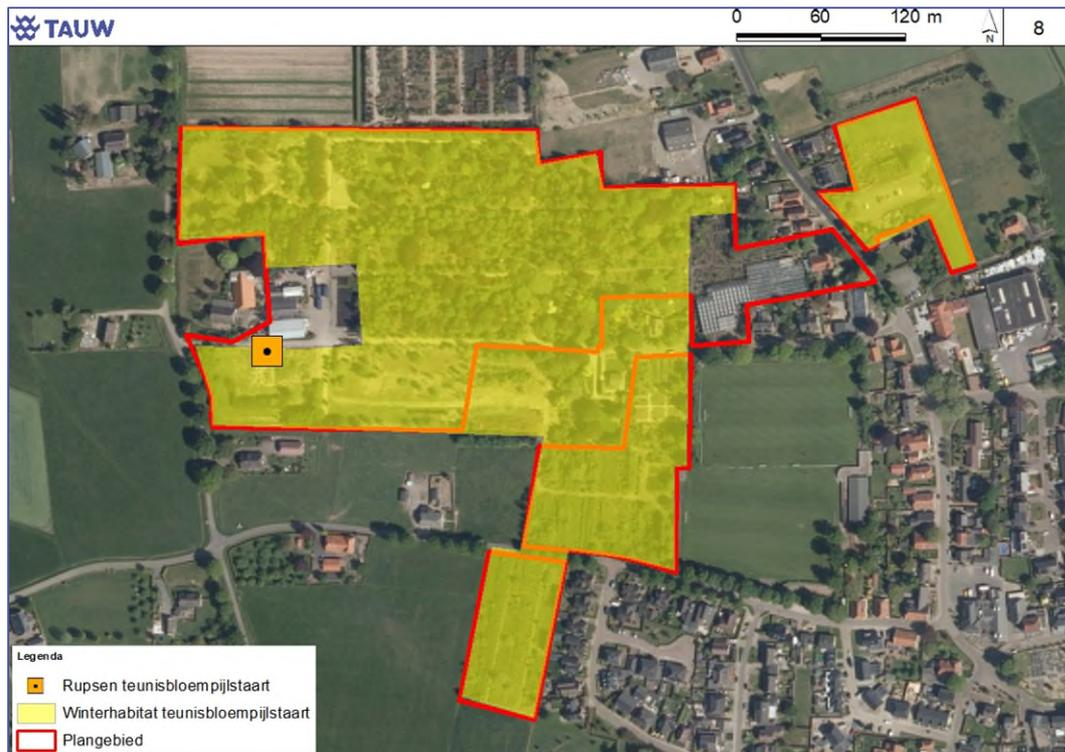 TAUW
0 60 120 m
N
8
Legenda
Rupsen teunisbloempijlstaart
Winterhabitat teunisbloempijlstaart
Plangebied